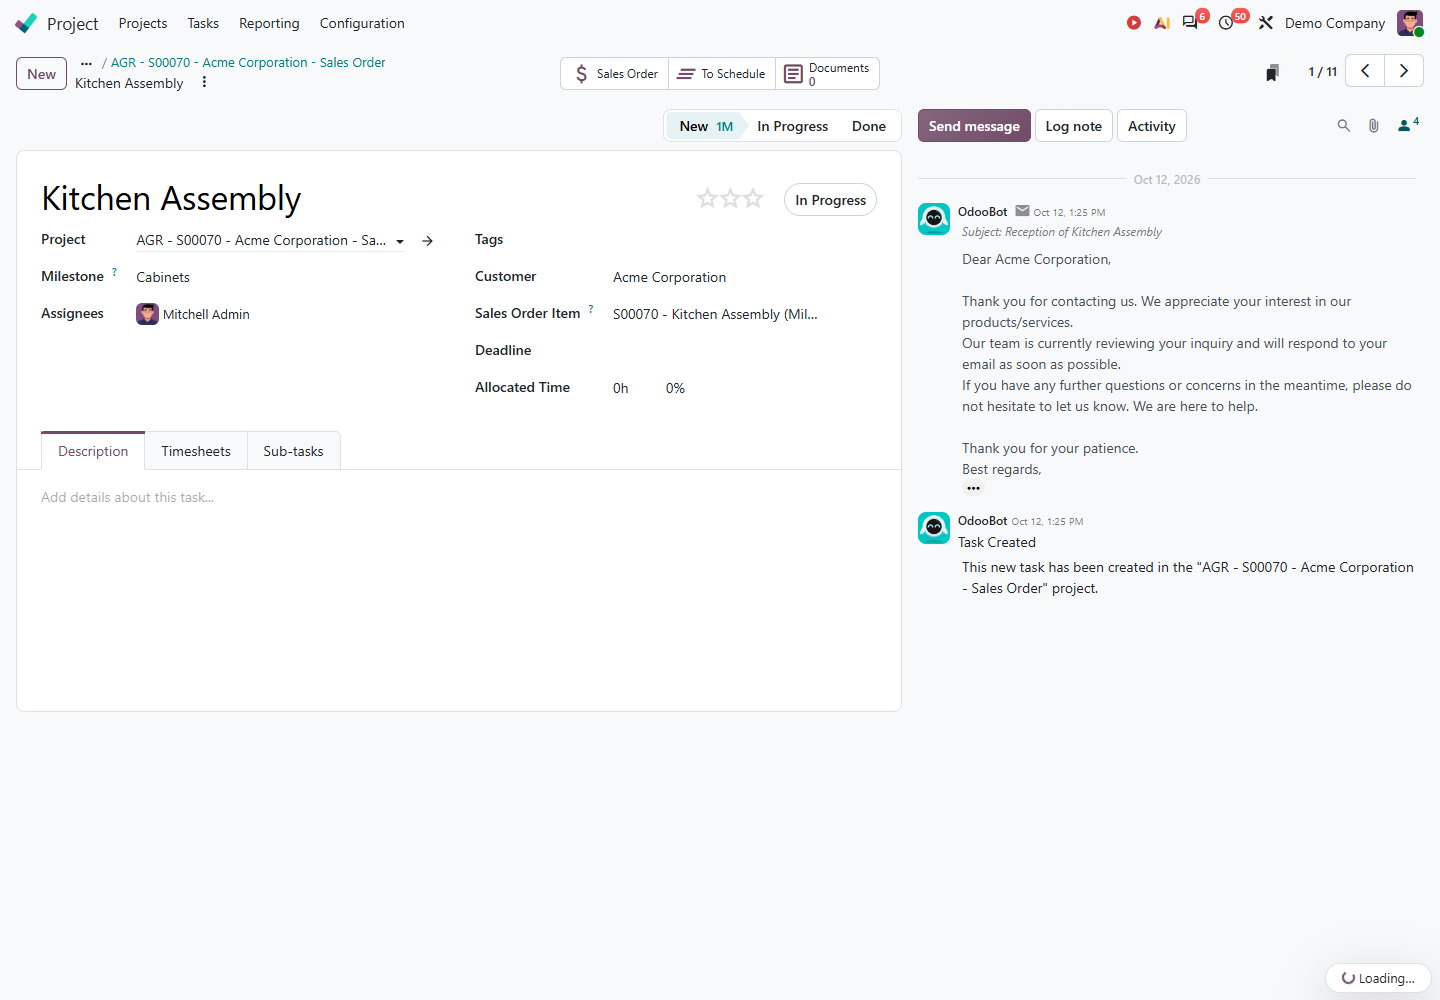 Project
Projects
Tasks
Reporting
Configuration
6
50
Demo Company
New
... / AGR - S00070 - Acme Corporation - Sales Order
Kitchen Assembly
Sales Order
To Schedule
Documents
0
1 / 11
New 1M
In Progress
Done
Send message
Log note
Activity
4
Kitchen Assembly
In Progress
Project
AGR - S00070 - Acme Corporation - Sa...
Milestone ?
Cabinets
Assignees
Mitchell Admin
Tags
Customer
Acme Corporation
Sales Order Item ?
S00070 - Kitchen Assembly (Mil...
Deadline
Allocated Time
0h
0%
Description
Timesheets
Sub-tasks
Add details about this task...
Oct 12, 2026
OdooBot Oct 12, 1:25 PM
Subject: Reception of Kitchen Assembly
Dear Acme Corporation,
Thank you for contacting us. We appreciate your interest in our
products/services.
Our team is currently reviewing your inquiry and will respond to your
email as soon as possible.
If you have any further questions or concerns in the meantime, please do
not hesitate to let us know. We are here to help.
Thank you for your patience.
Best regards,
...
OdooBot Oct 12, 1:25 PM
Task Created
This new task has been created in the "AGR - S00070 - Acme Corporation
- Sales Order" project.
Loading...